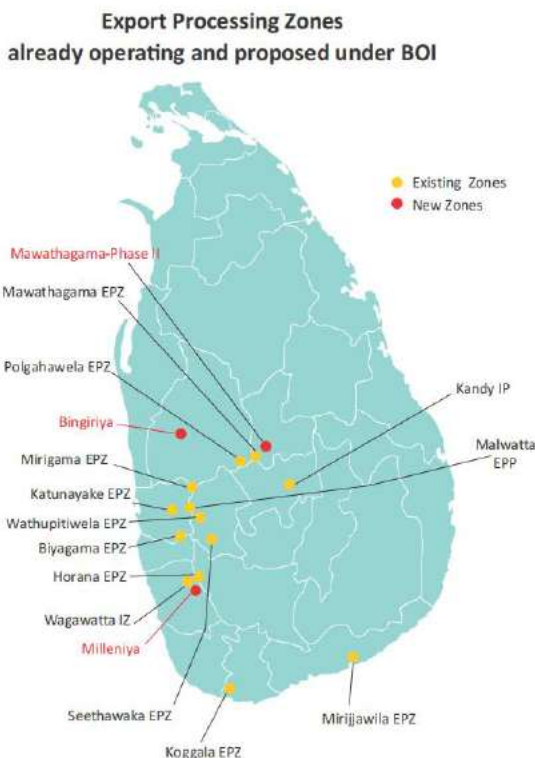 Export Processing Zones
already operating and proposed under BOI
Existing Zones
New Zones
Mawathagama-Phase II
Mawathagama EPZ
Polgahawela EPZ
Kandy IP
Bingiriya
Malwatta
EPP
Mirigama EPZ
Katunayake EPZ
Wathupitiwela EPZ
Biyagama EPZ
Horana EPZ
Wagawatta IZ
Milleniya
Seethawaka EPZ
Mirijjawila EPZ
Koggala EPZ